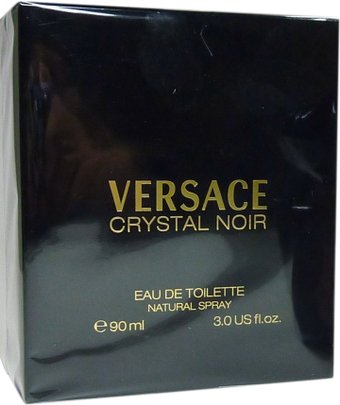 VERSACE
CRYSTAL NOIR
EAU DE TOILETTE
NATURAL SPRAY
e 90 ml 3.0 US fl.oz.